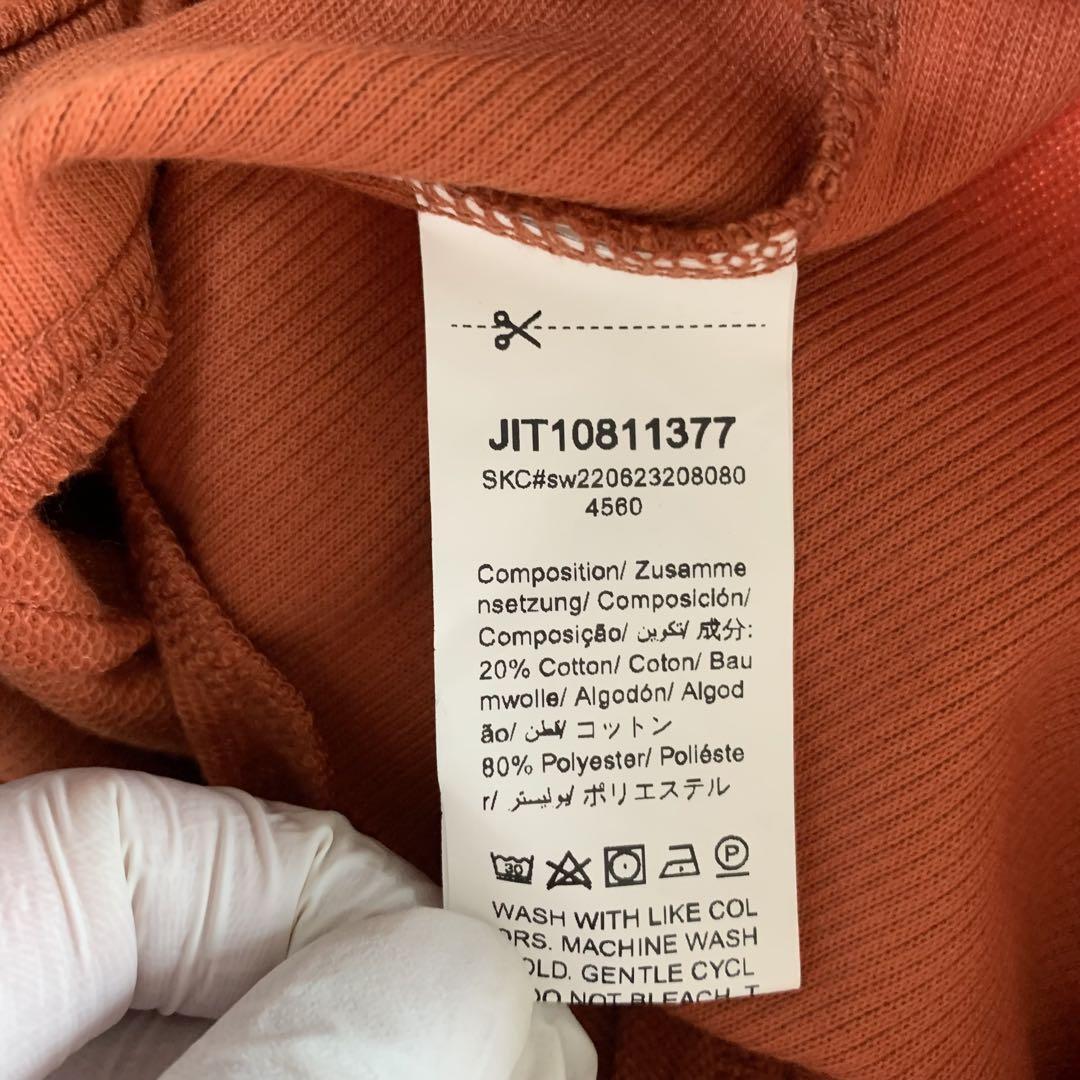 JIT10811377
SKC#sw220623208080
4560
Composition/ Zusamme
nsetzung/ Composición/
Composição/ تكوين/ 成分:
20% Cotton/ Coton/ Bau
mwolle/ Algodón/ Algod
ão/ قطن/ コットン
80% Polyester/ Poliéste
r/ بوليستر/ ポリエステル
30 P
WASH WITH LIKE COL
ORS. MACHINE WASH
OLD. GENTLE CYCL
DO NOT BLEACH T